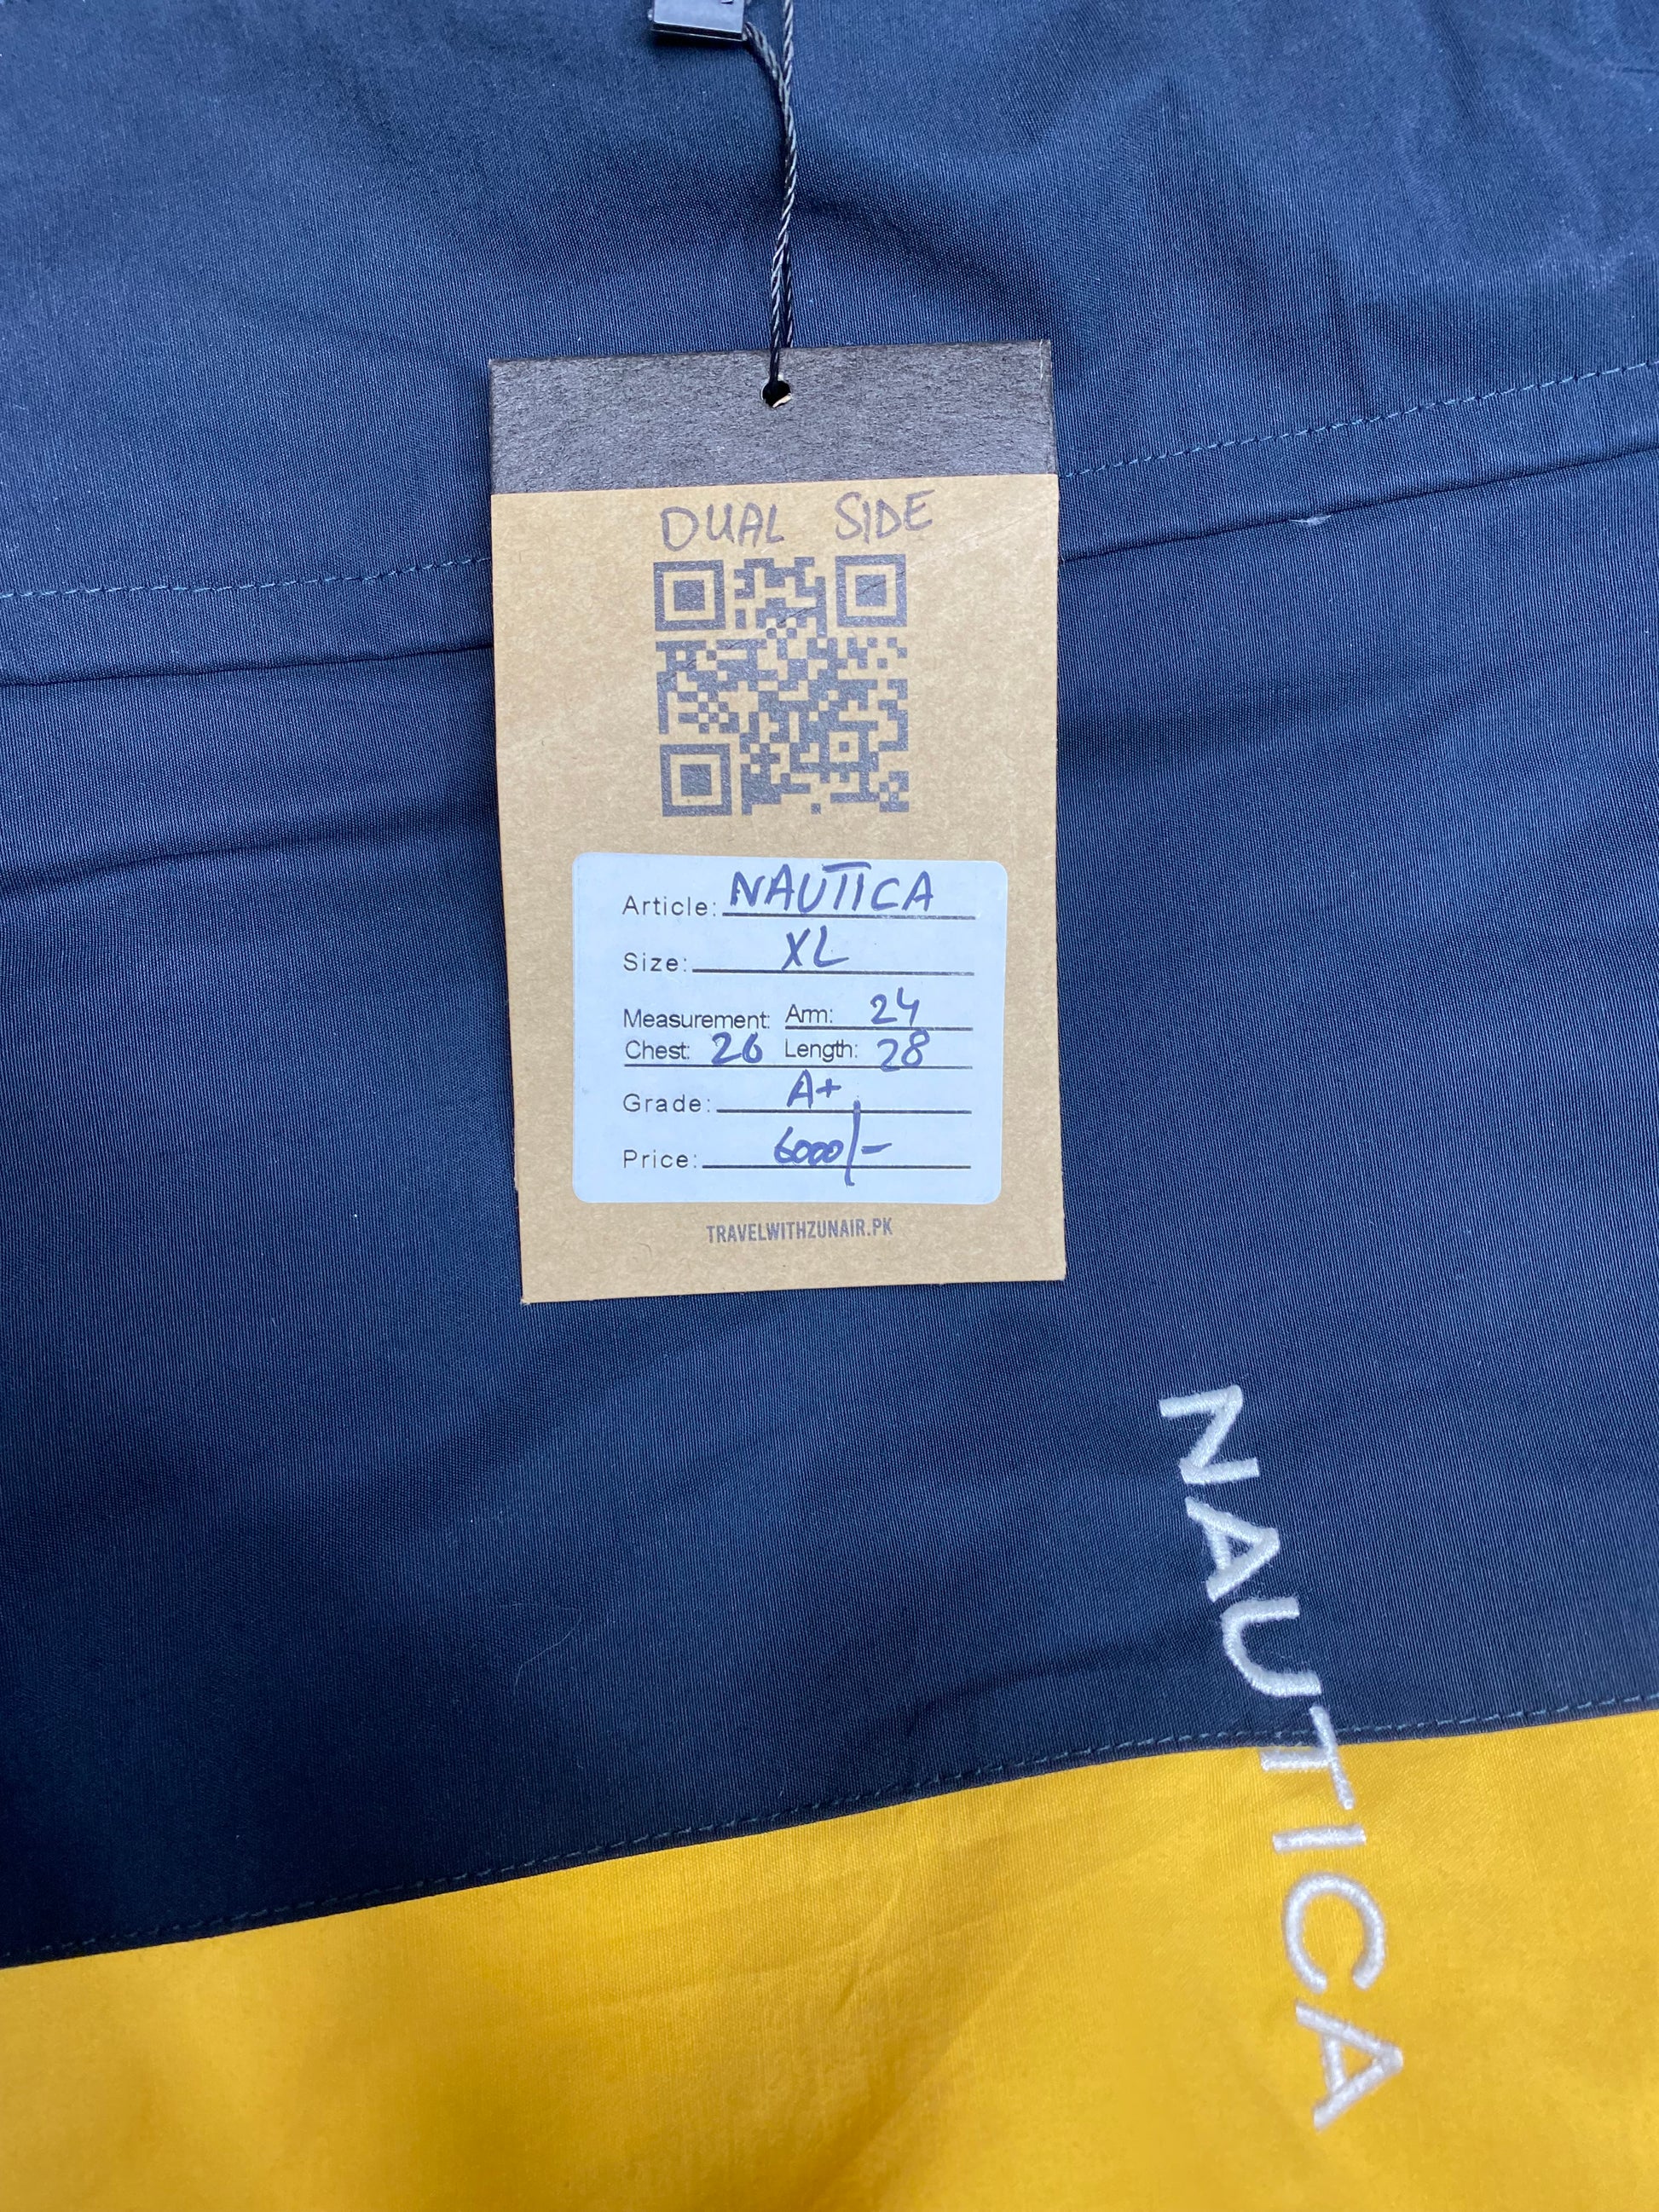 DUAL SIDE
Article: NAUTICA
Size: XL
Measurement: Arm: 24
Chest: 26 Length: 28
Grade: A+
Price: 6000/-
TRAVELWITHZUNAIR.PK
NAUTICA